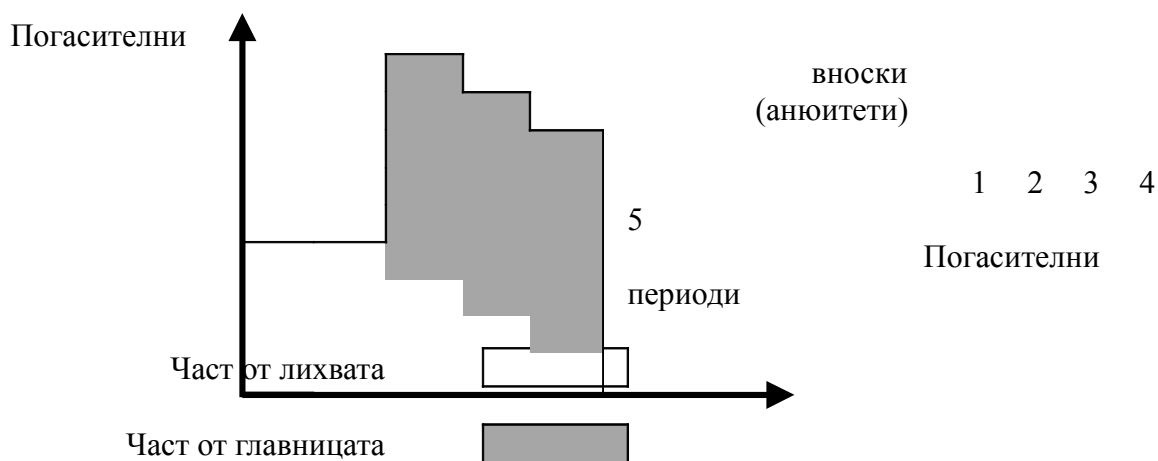 Погасителни
вноски
(анюитети)
1 2 3 4
5
Погасителни
периоди
Част от лихвата
Част от главницата